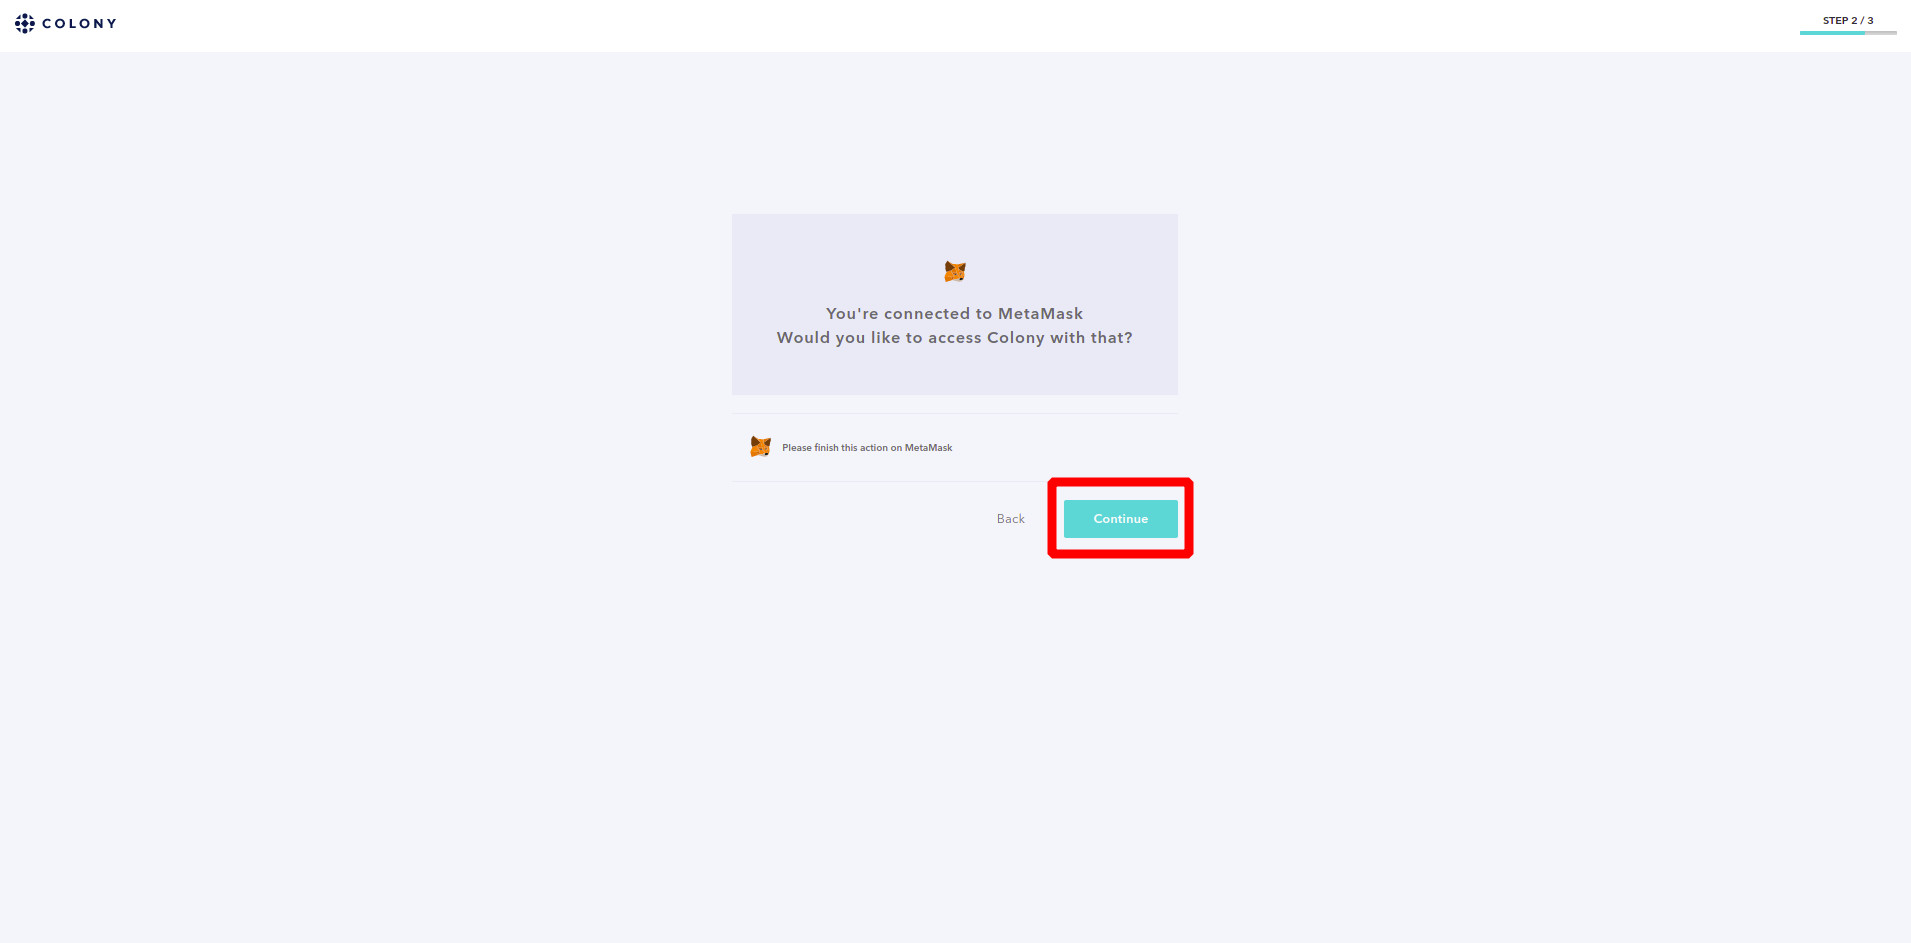 COLONY
STEP 2 / 3
You're connected to MetaMask
Would you like to access Colony with that?
Please finish this action on MetaMask
Back
Continue